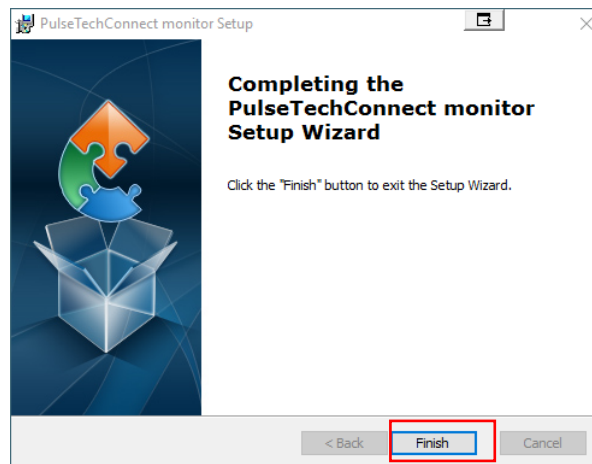 PulseTechConnect monitor Setup
Completing the
PulseTechConnect monitor
Setup Wizard
Click the "Finish" button to exit the Setup Wizard.
< Back
Finish
Cancel